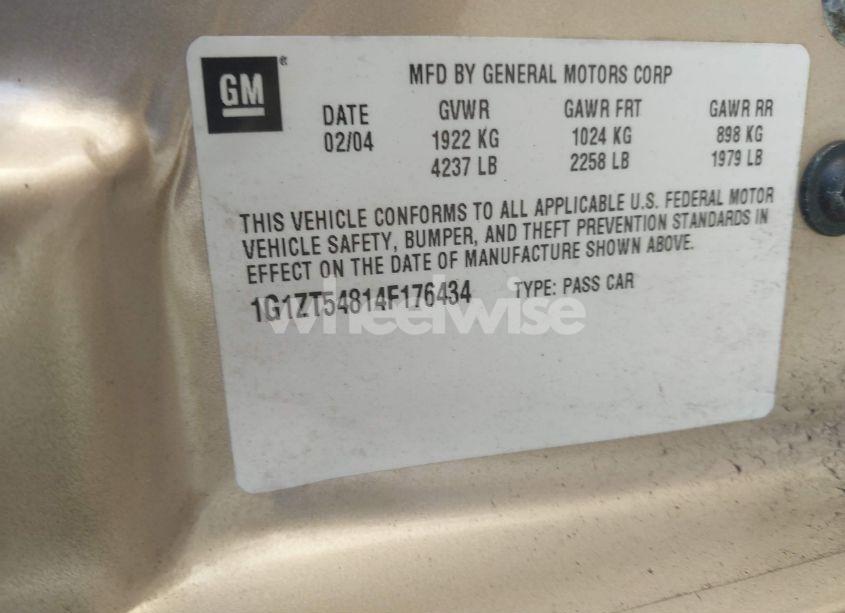 GM®
MFD BY GENERAL MOTORS CORP
DATE GVWR GAWR FRT GAWR RR
02/04 1922 KG 1024 KG 898 KG
4237 LB 2258 LB 1979 LB
THIS VEHICLE CONFORMS TO ALL APPLICABLE U.S. FEDERAL MOTOR
VEHICLE SAFETY, BUMPER, AND THEFT PREVENTION STANDARDS IN
EFFECT ON THE DATE OF MANUFACTURE SHOWN ABOVE.
1G1ZT54814F176434 TYPE: PASS CAR
wheelwise